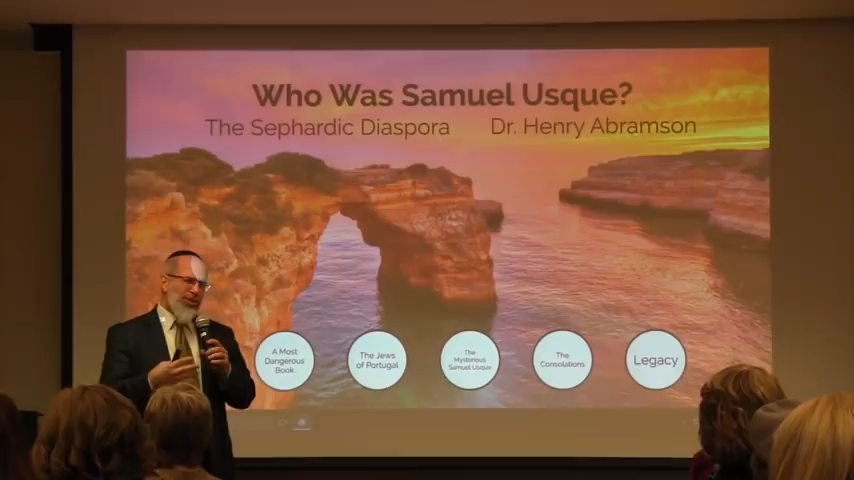 Who Was Samuel Usque?
The Sephardic Diaspora
Dr. Henry Abramson
A Most
Dangerous
Book
The Jews
of Portugal
The
Mysterious
Samuel Usque
The
Consolations
Legacy